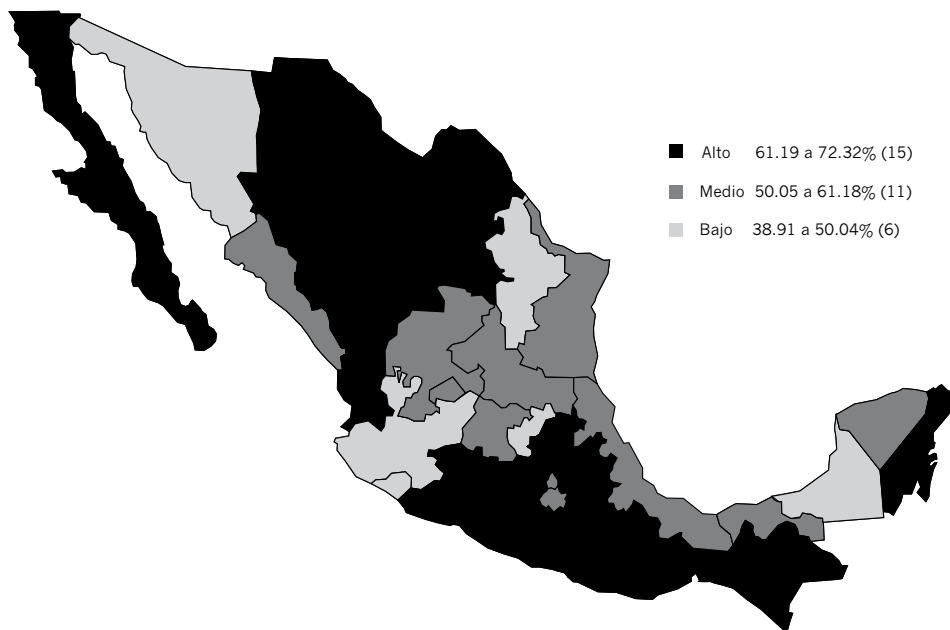 Alto 61.19 a 72.32% (15)
Medio 50.05 a 61.18% (11)
Bajo 38.91 a 50.04% (6)